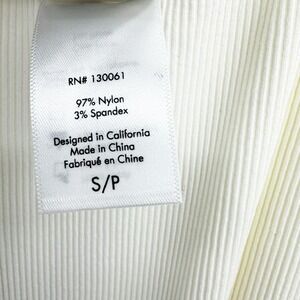 RN# 130061
97% Nylon
3% Spandex
Designed in California
Made in China
Fabriqué en Chine
S/P